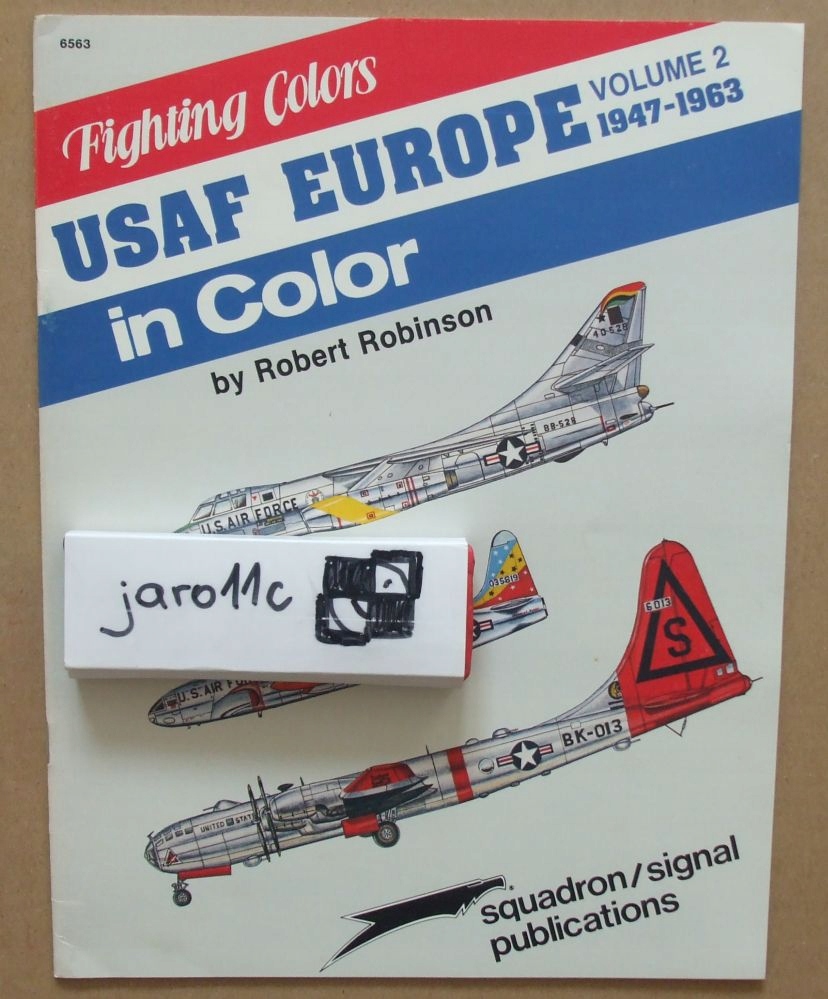 6563
Fighting Colors
USAF EUROPE
VOLUME 2
1947-1963
in Color
by Robert Robinson
40-528
BB-528
U.S. AIR FORCE
jaro11c
035819
U.S. AIR
6013
S
BK-013
UNITED STAT
squadron/signal
publications